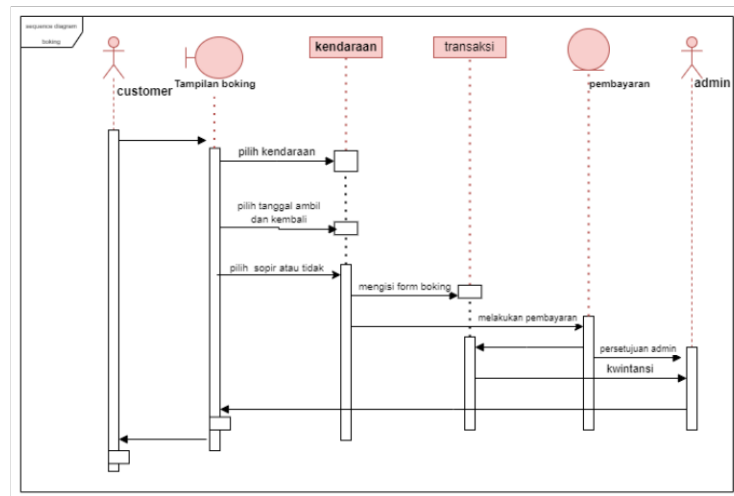 sequence diagram
boking
kendaraan
transaksi
customer
Tampilan boking
pembayaran
admin
pilih kendaraan
pilih tanggal ambil
dan kembali
pilih sopir atau tidak
mengisi form boking
melakukan pembayaran
persetujuan admin
kwintansi